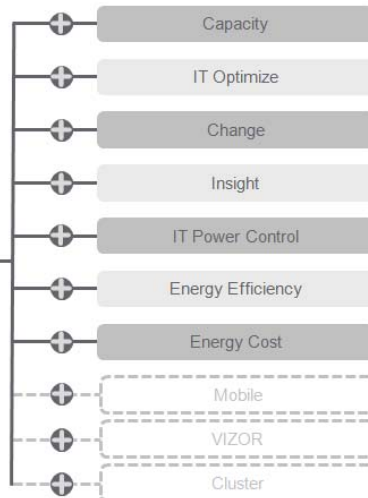 Capacity
IT Optimize
Change
Insight
IT Power Control
Energy Efficiency
Energy Cost
Mobile
VIZOR
Cluster